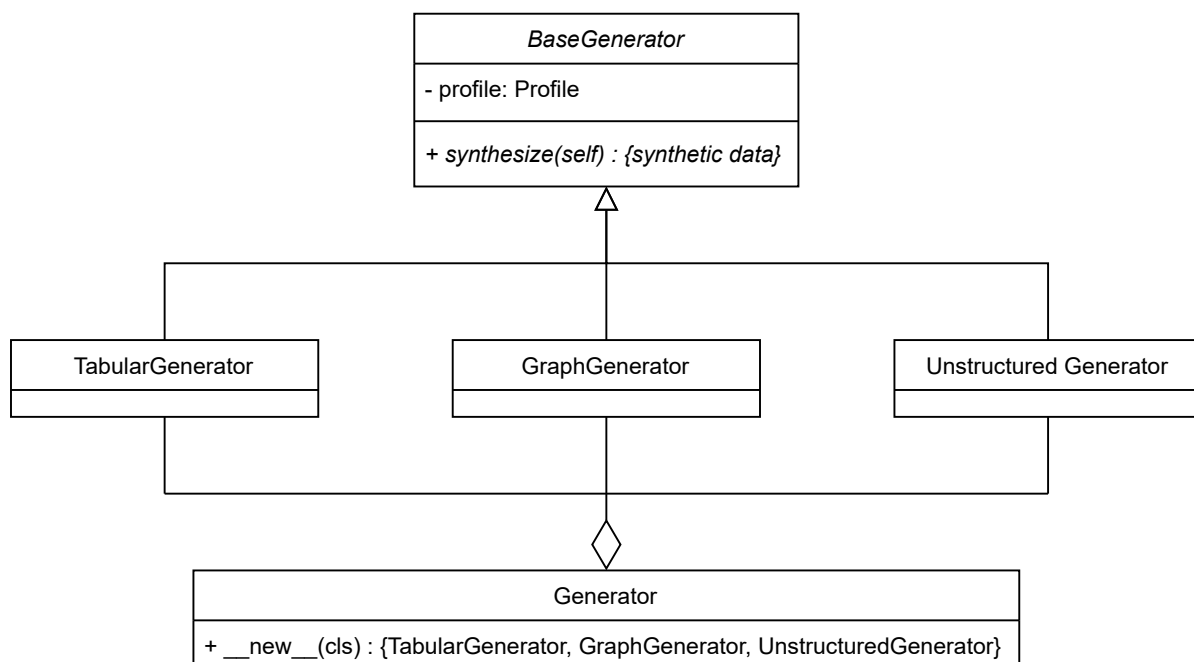 BaseGenerator
- profile: Profile
+ synthesize(self) : {synthetic data}
TabularGenerator
GraphGenerator
Unstructured Generator
Generator
+ __new__(cls) : {TabularGenerator, GraphGenerator, UnstructuredGenerator}